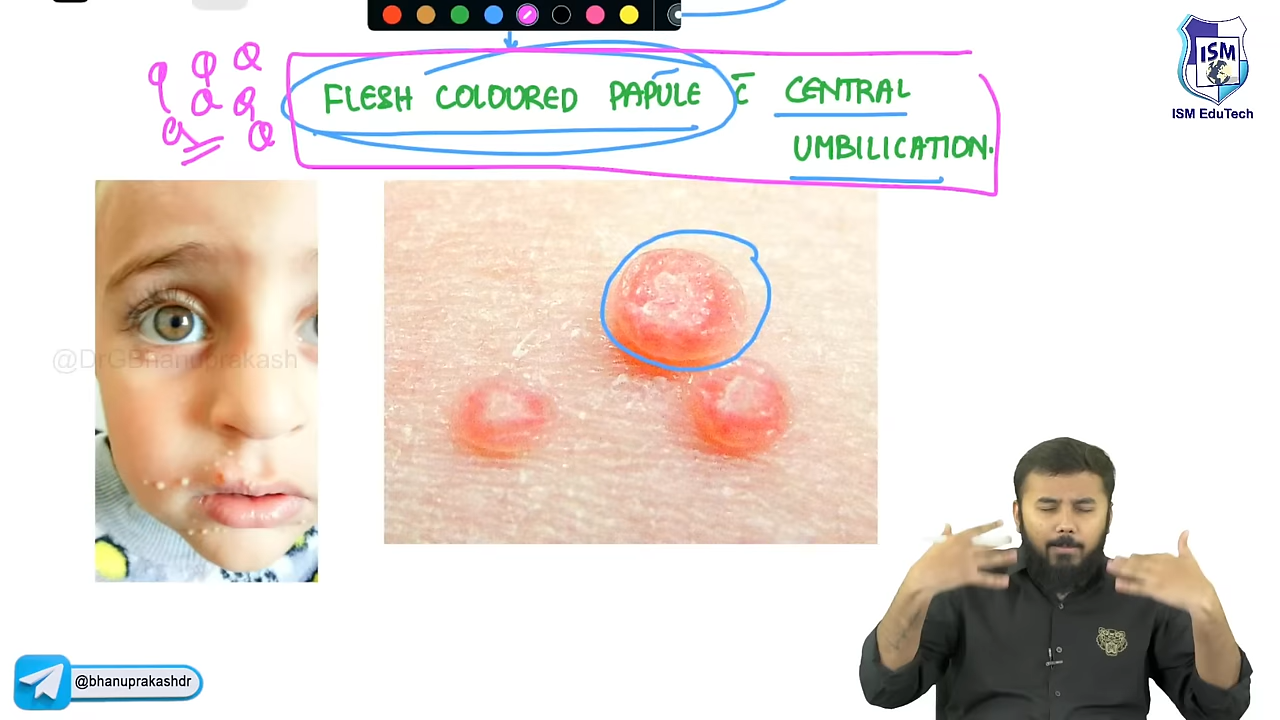 FLESH COLOURED PAPULE c̄ CENTRAL
UMBILICATION.
ISM
ISM EduTech
@DrGBhanuprakash
@bhanuprakashdr